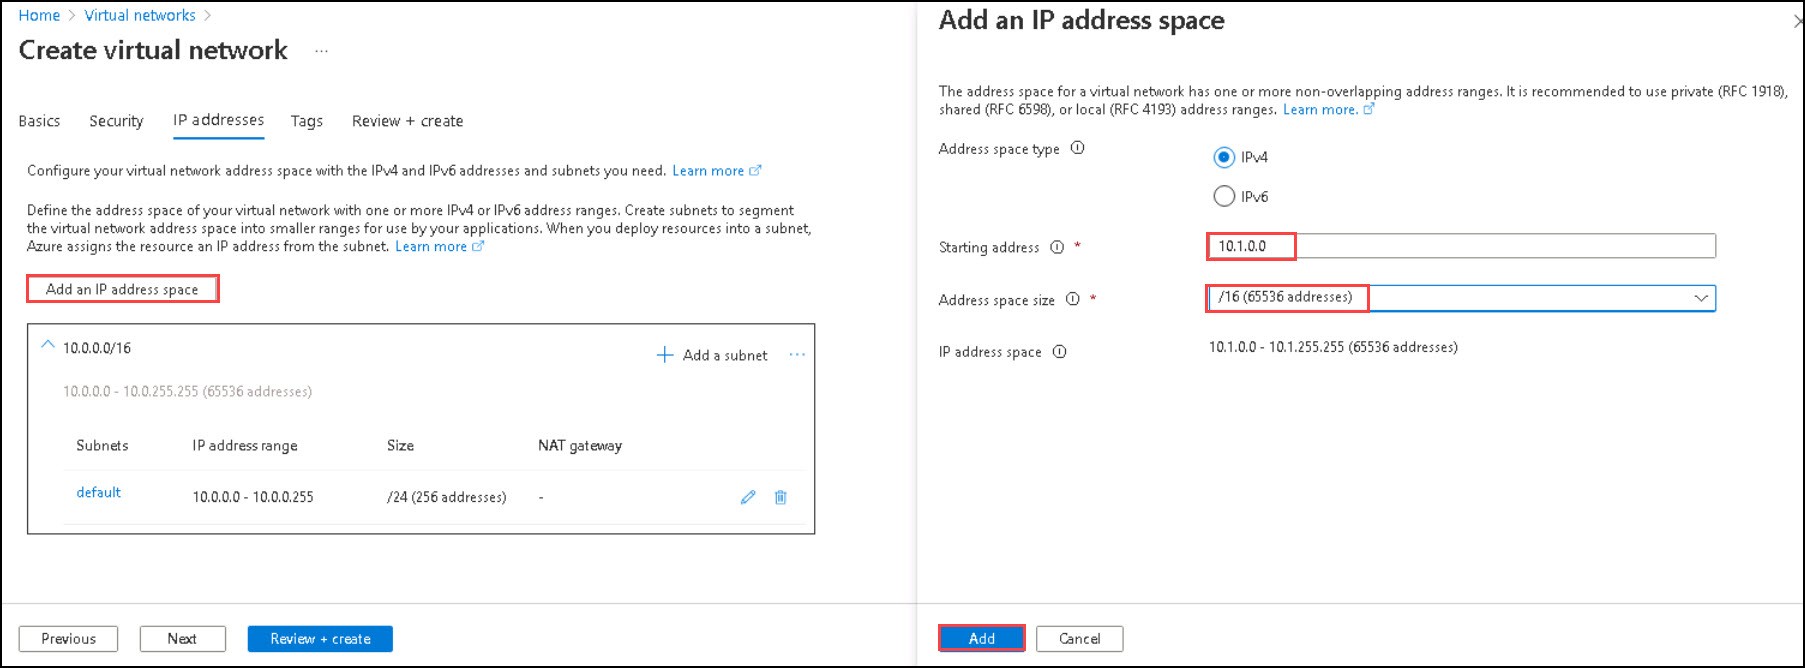 Home > Virtual networks >
Create virtual network ...
Basics Security IP addresses Tags Review + create
Configure your virtual network address space with the IPv4 and IPv6 addresses and subnets you need. Learn more
Define the address space of your virtual network with one or more IPv4 or IPv6 address ranges. Create subnets to segment
the virtual network address space into smaller ranges for use by your applications. When you deploy resources into a subnet,
Azure assigns the resource an IP address from the subnet. Learn more
Add an IP address space
10.0.0.0/16
+ Add a subnet ...
10.0.0.0 - 10.0.255.255 (65536 addresses)
Subnets IP address range Size NAT gateway
default 10.0.0.0 - 10.0.0.255 /24 (256 addresses) -
Previous Next Review + create
Add an IP address space
The address space for a virtual network has one or more non-overlapping address ranges. It is recommended to use private (RFC 1918),
shared (RFC 6598), or local (RFC 4193) address ranges. Learn more.
Address space type
IPv4
IPv6
Starting address * 10.1.0.0
Address space size * /16 (65536 addresses)
IP address space 10.1.0.0 - 10.1.255.255 (65536 addresses)
Add Cancel